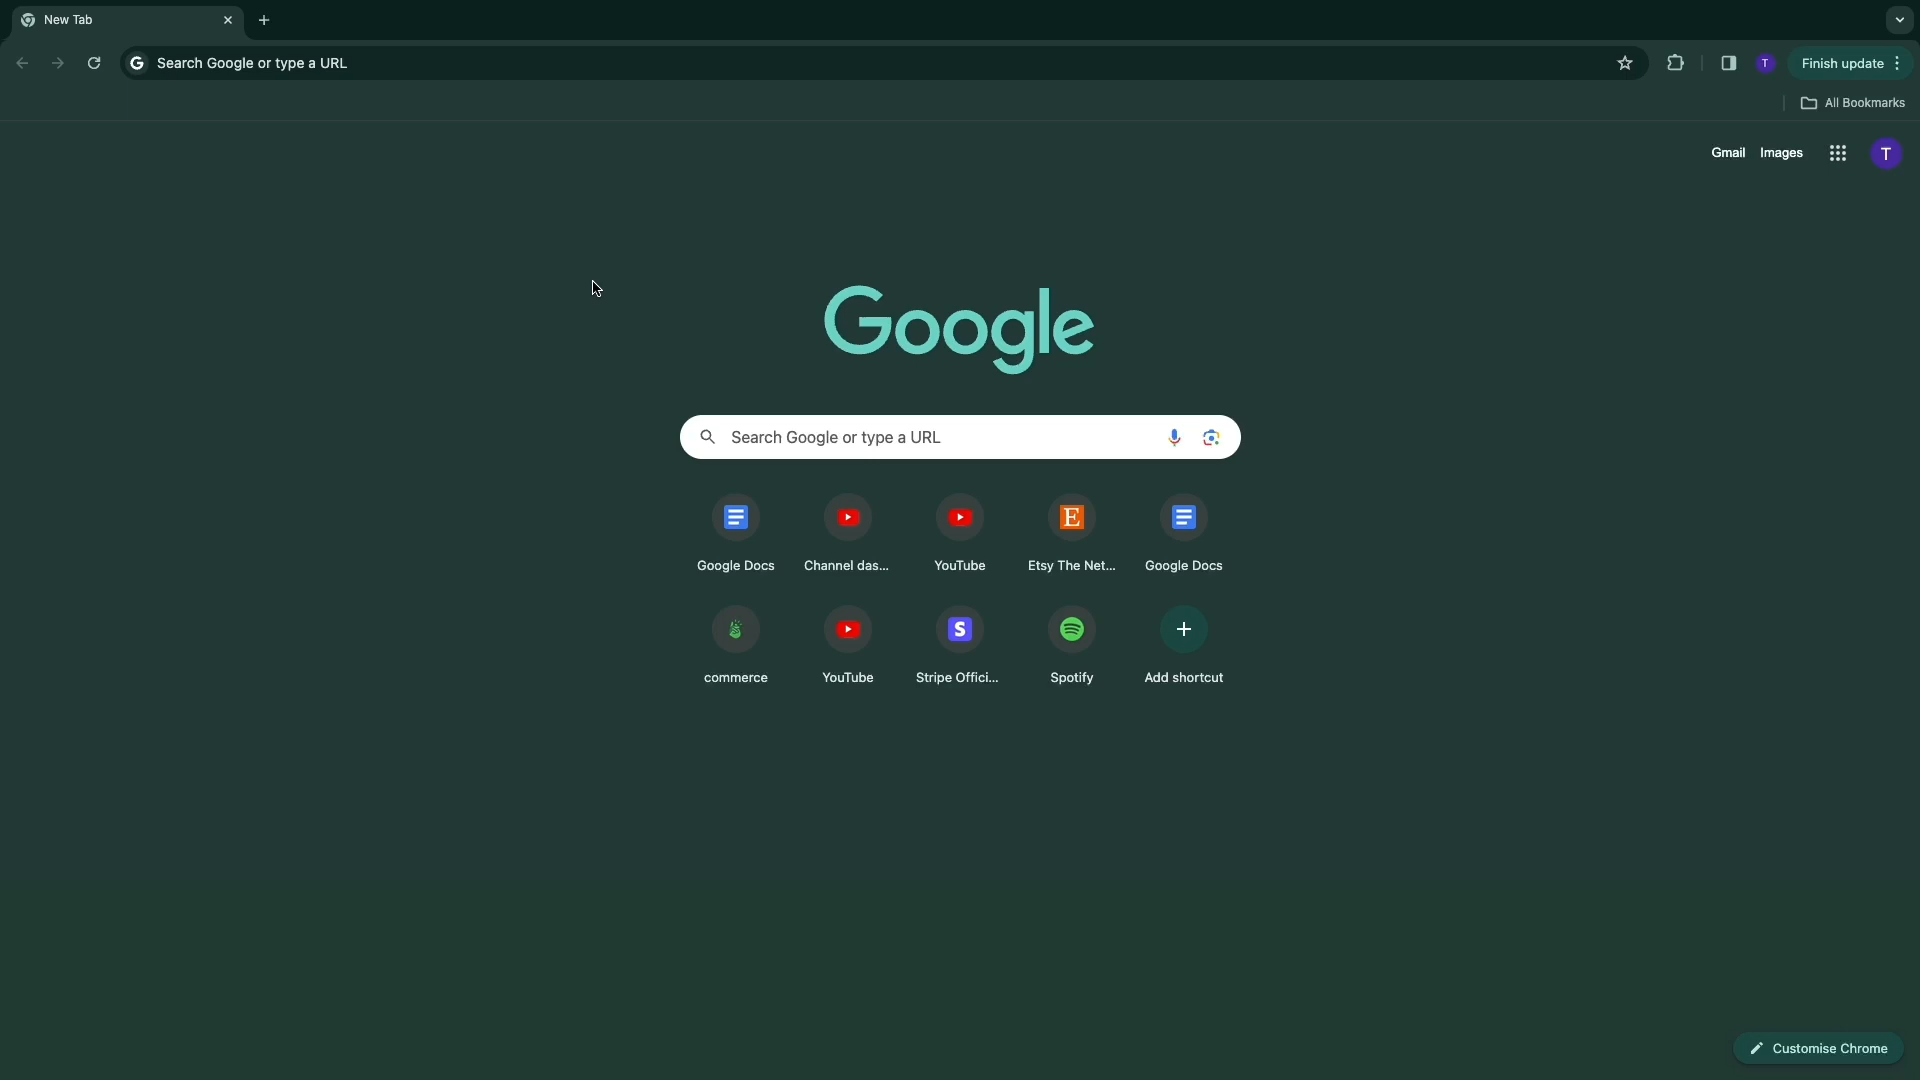 New Tab
Search Google or type a URL
T
Finish update
All Bookmarks
Gmail Images
T
Google
Search Google or type a URL
E
Google Docs Channel das... YouTube Etsy The Net... Google Docs
S
commerce YouTube Stripe Offici... Spotify Add shortcut
Customise Chrome